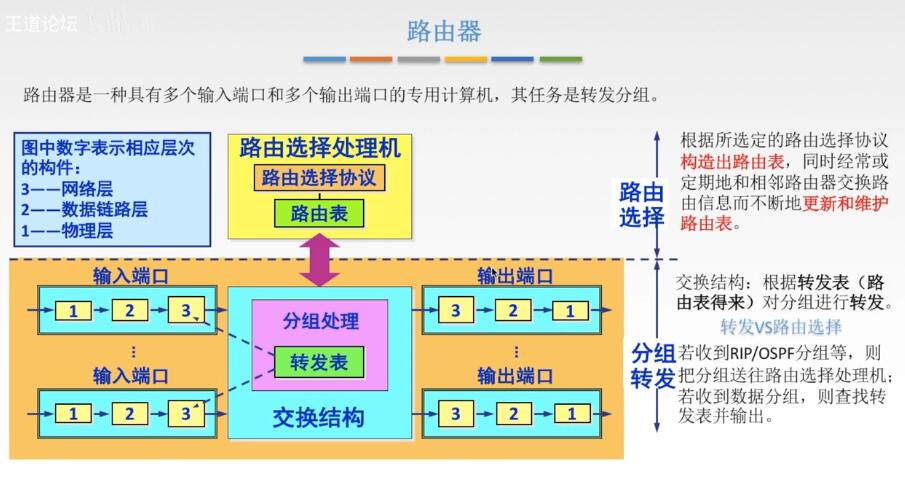 王道论坛
路由器
路由器是一种具有多个输入端口和多个输出端口的专用计算机，其任务是转发分组。
图中数字表示相应层次
的构件：
3——网络层
2——数据链路层
1——物理层
路由选择处理机
路由选择协议
路由表
路由
选择
根据所选定的路由选择协议
构造出路由表，同时经常或
定期地和相邻路由器交换路
由信息而不断地更新和维护
路由表。
输入端口
1 2 3
⋮
输入端口
1 2 3
分组处理
转发表
交换结构
输出端口
3 2 1
⋮
输出端口
3 2 1
分组
转发
交换结构：根据转发表（路
由表得来）对分组进行转发。
转发VS路由选择
若收到RIP/OSPF分组等，则
把分组送往路由选择处理机；
若收到数据分组，则查找转
发表并输出。